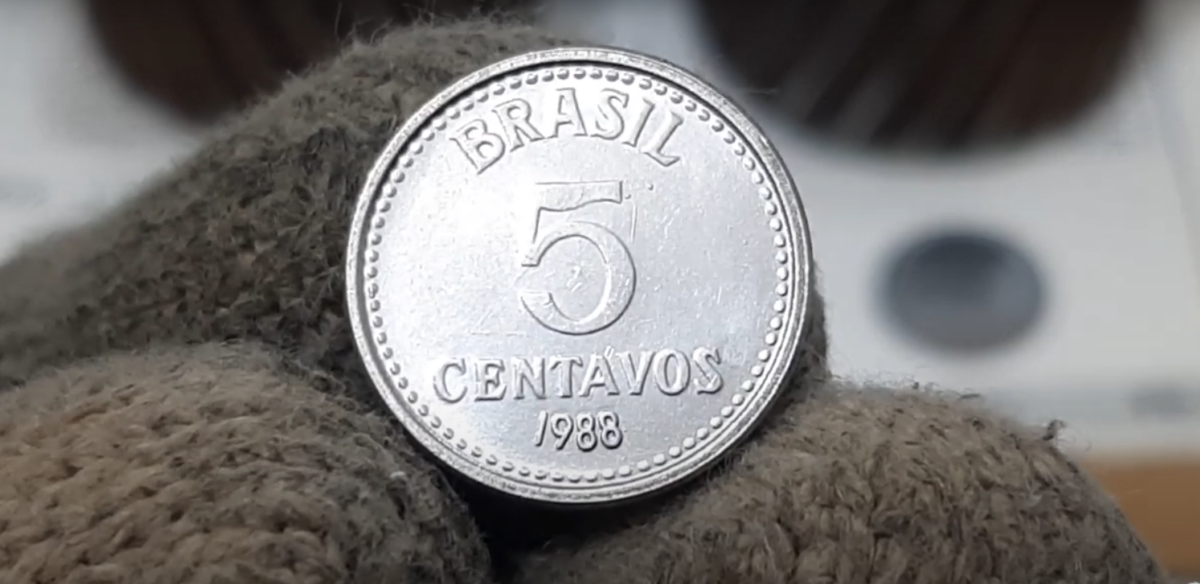 BRASIL
5
CENTAVOS
1988